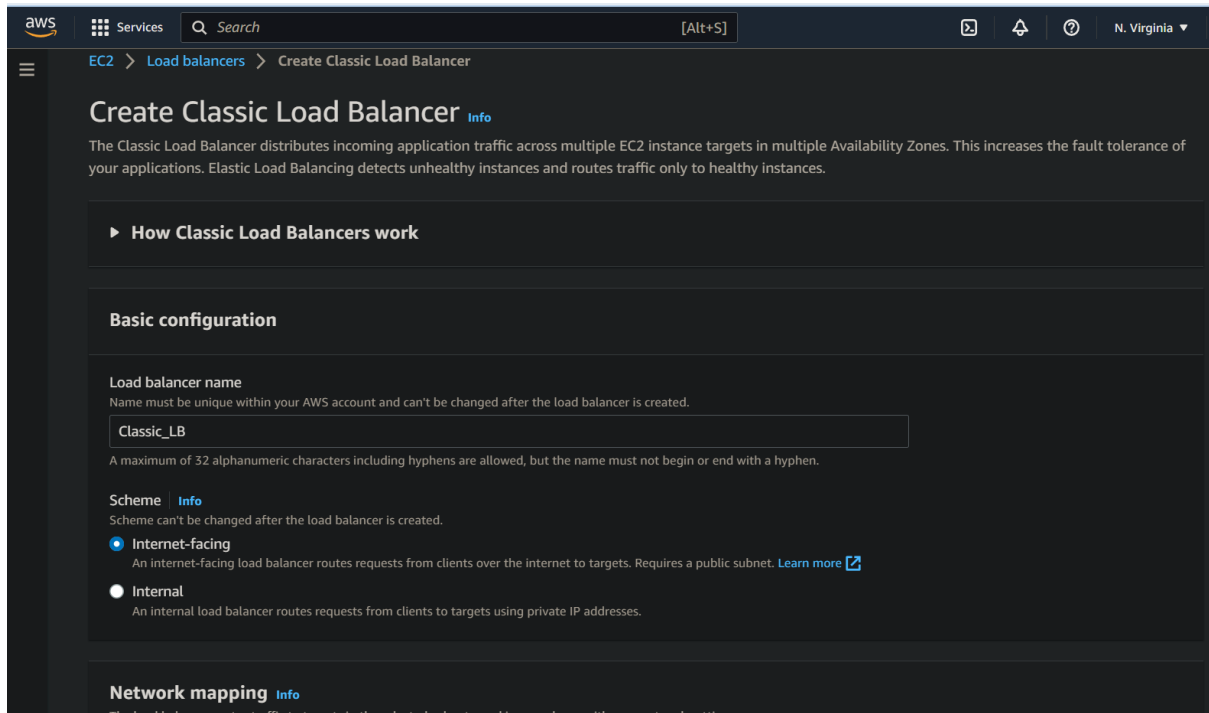 aws Services Search [Alt+S] N. Virginia
EC2 > Load balancers > Create Classic Load Balancer
Create Classic Load Balancer Info
The Classic Load Balancer distributes incoming application traffic across multiple EC2 instance targets in multiple Availability Zones. This increases the fault tolerance of
your applications. Elastic Load Balancing detects unhealthy instances and routes traffic only to healthy instances.
How Classic Load Balancers work
Basic configuration
Load balancer name
Name must be unique within your AWS account and can't be changed after the load balancer is created.
Classic_LB
A maximum of 32 alphanumeric characters including hyphens are allowed, but the name must not begin or end with a hyphen.
Scheme Info
Scheme can't be changed after the load balancer is created.
Internet-facing
An internet-facing load balancer routes requests from clients over the internet to targets. Requires a public subnet. Learn more
Internal
An internal load balancer routes requests from clients to targets using private IP addresses.
Network mapping Info